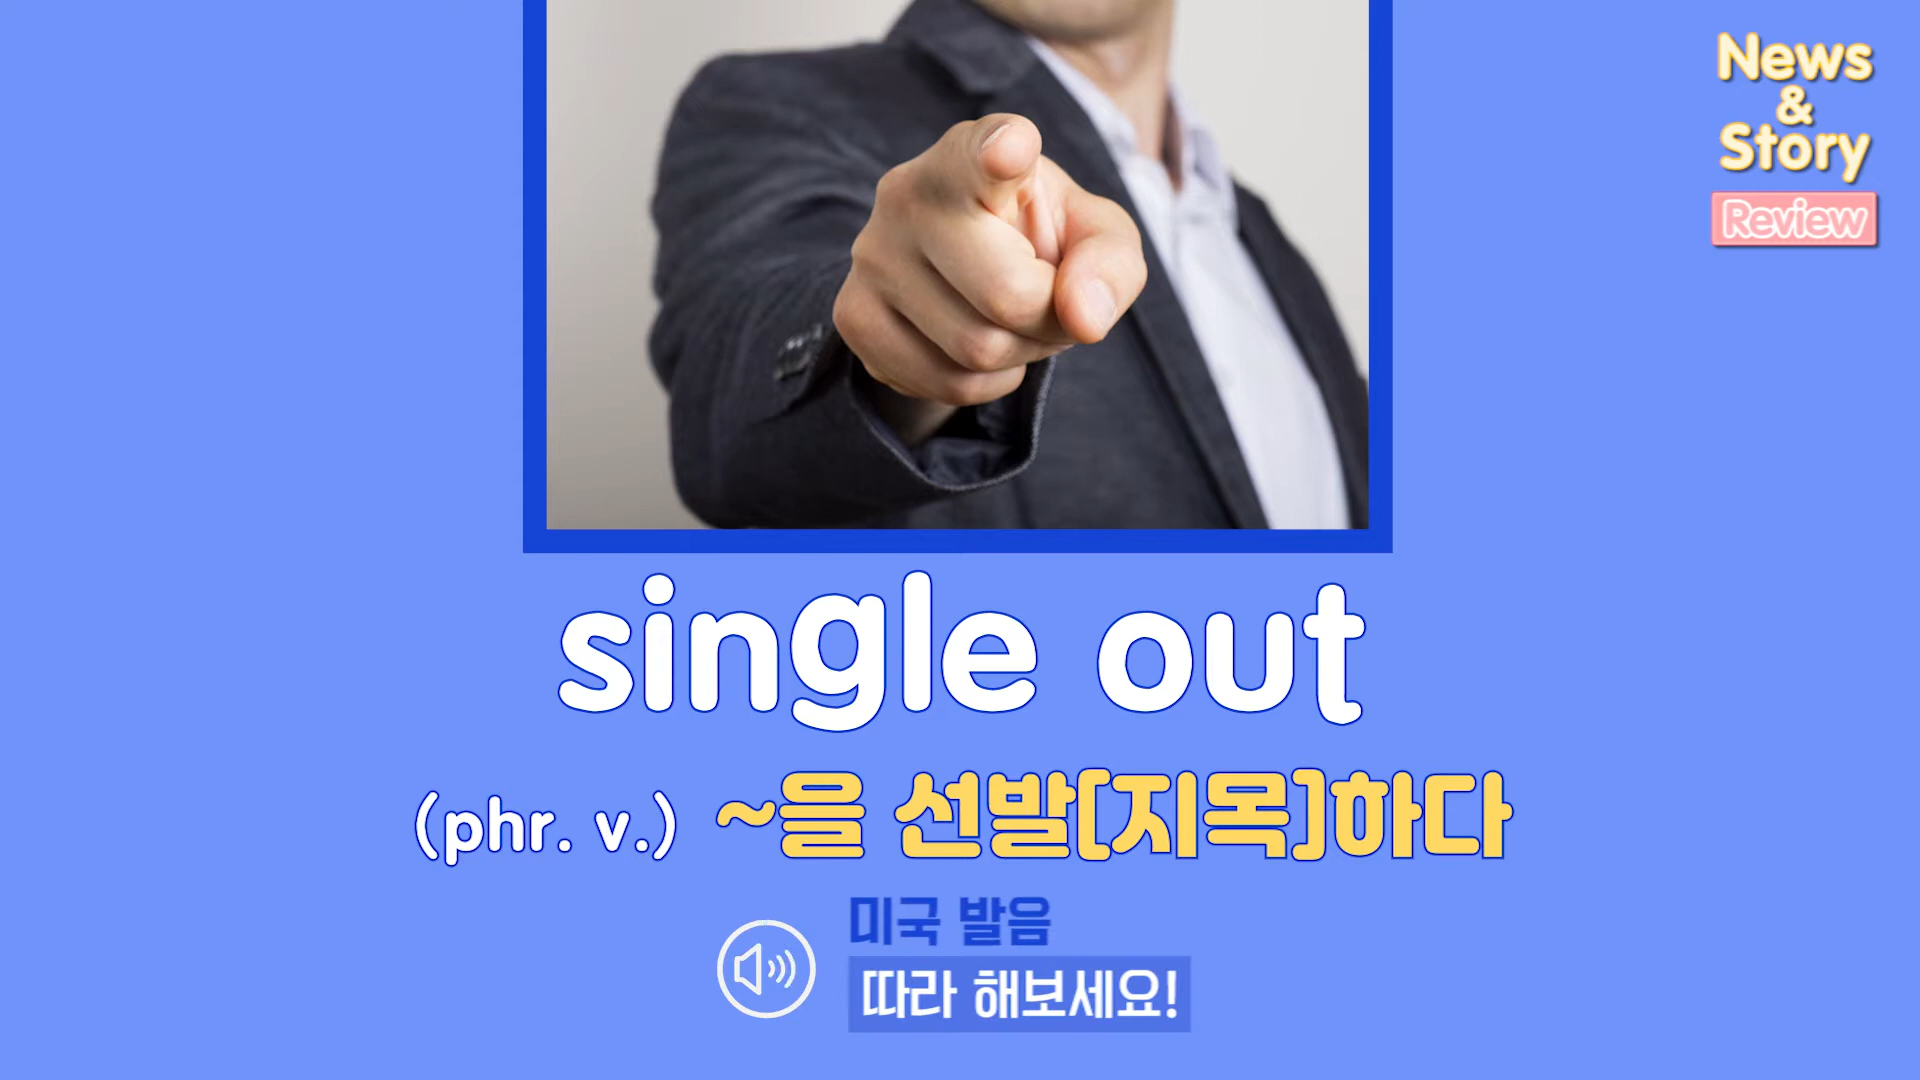 News
&
Story
Review
single out
(phr. v.) ~을 선발[지목]하다
미국 발음
따라 해보세요!